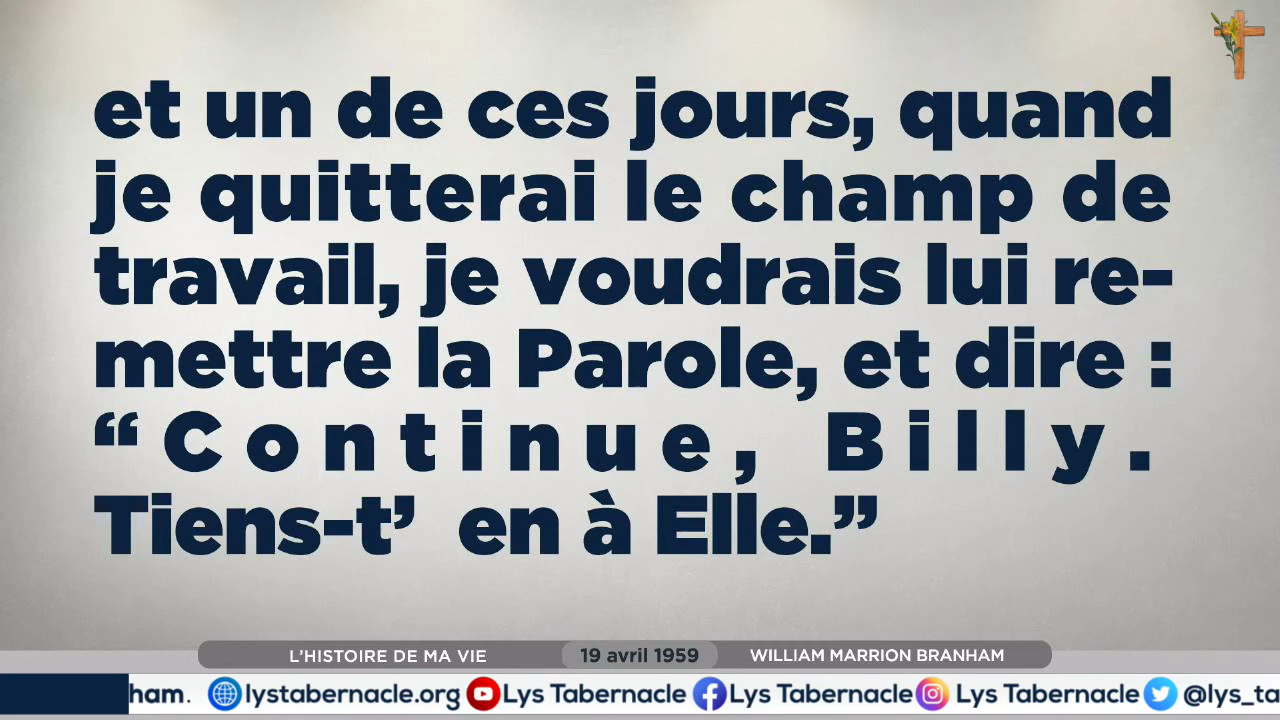 et un de ces jours, quand
je quitterai le champ de
travail, je voudrais lui re-
mettre la Parole, et dire :
“Continue, Billy.
Tiens-t’ en à Elle.”
L’HISTOIRE DE MA VIE 19 avril 1959 WILLIAM MARRION BRANHAM
ham. lystabernacle.org Lys Tabernacle Lys Tabernacle Lys Tabernacle @lys_ta